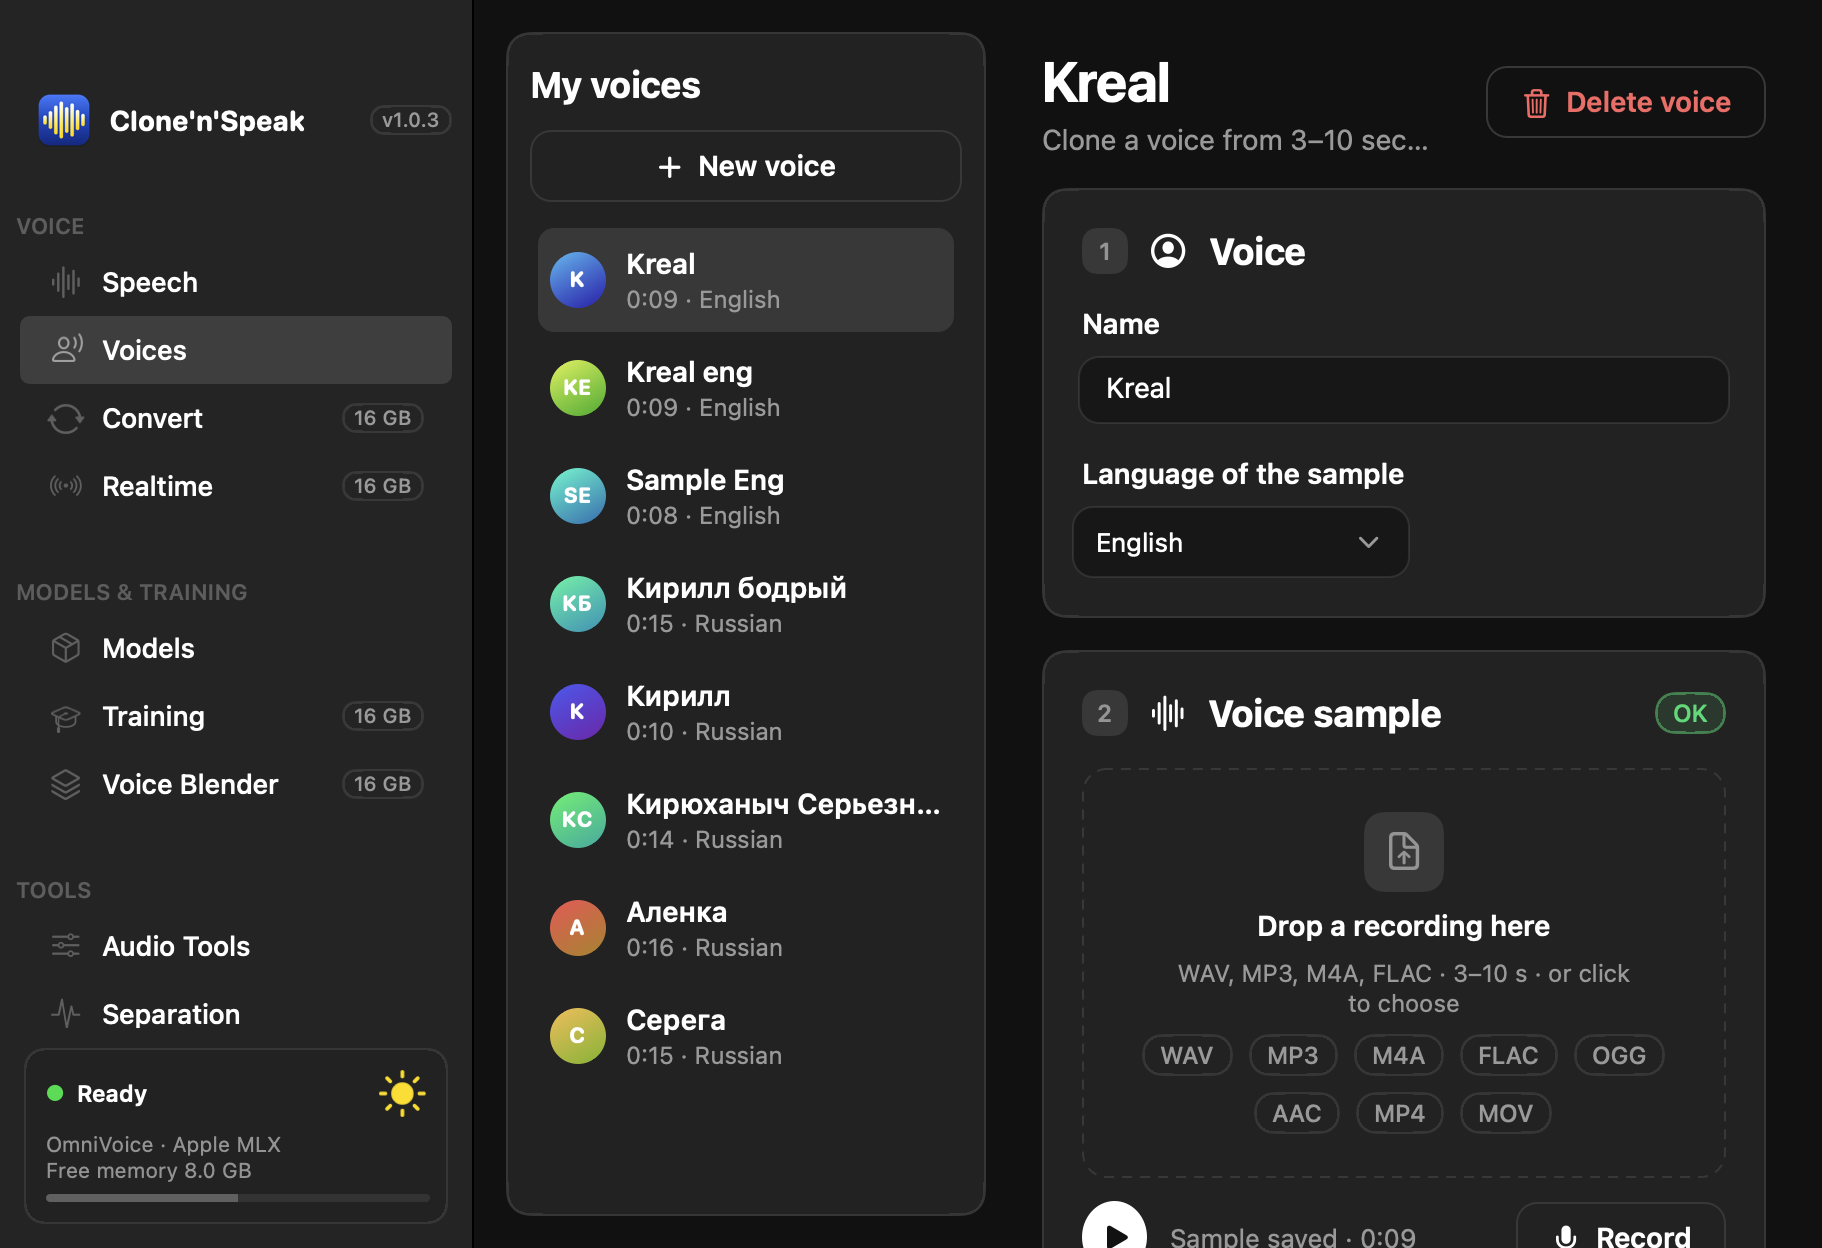 Clone'n'Speak
v1.0.3
VOICE
Speech
Voices
Convert
16 GB
Realtime
16 GB
MODELS & TRAINING
Models
Training
16 GB
Voice Blender
16 GB
TOOLS
Audio Tools
Separation
Ready
OmniVoice · Apple MLX
Free memory 8.0 GB
My voices
+ New voice
K
Kreal
0:09 · English
KE
Kreal eng
0:09 · English
SE
Sample Eng
0:08 · English
КБ
Кирилл бодрый
0:15 · Russian
К
Кирилл
0:10 · Russian
КС
Кирюханыч Серьезн...
0:14 · Russian
А
Аленка
0:16 · Russian
С
Серега
0:15 · Russian
Kreal
Clone a voice from 3–10 sec...
Delete voice
1
Voice
Name
Kreal
Language of the sample
English
2
Voice sample
OK
Drop a recording here
WAV, MP3, M4A, FLAC · 3–10 s · or click
to choose
WAV
MP3
M4A
FLAC
OGG
AAC
MP4
MOV
Sample saved · 0:09
Record